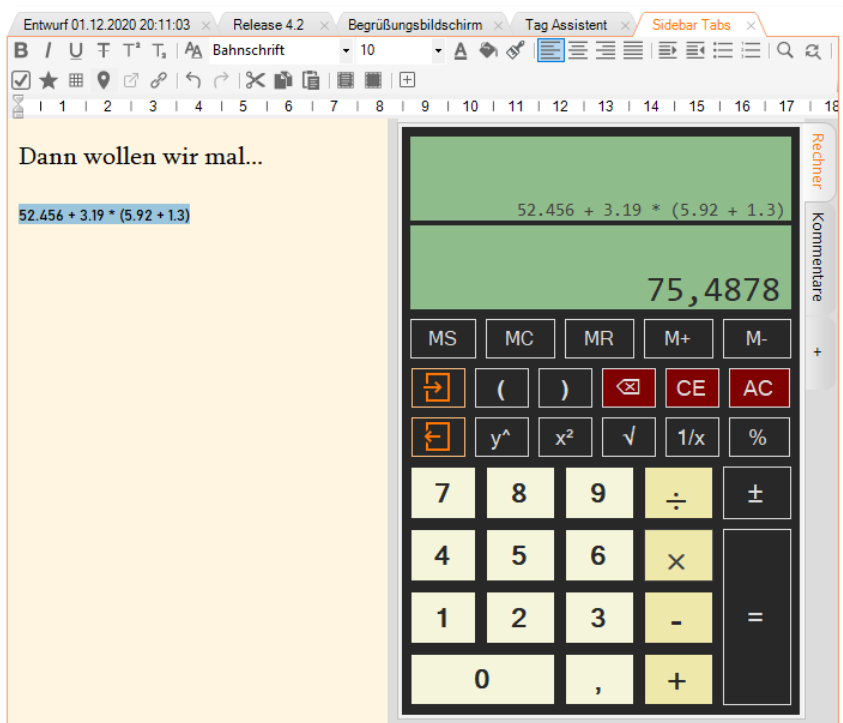 Entwurf 01.12.2020 20:11:03 × Release 4.2 × Begrüßungsbildschirm × Tag Assistent × Sidebar Tabs ×
B I U T T² T₂ AA Bahnschrift 10 A
1 2 3 4 5 6 7 8 9 10 11 12 13 14 15 16 17 18
Dann wollen wir mal...
52.456 + 3.19 * (5.92 + 1.3)
52.456 + 3.19 * (5.92 + 1.3)
75,4878
MS MC MR M+ M-
( ) ⌫ CE AC
y^ x² √ 1/x %
7 8 9 ÷ ±
4 5 6 ×
1 2 3 - =
0 , +
Rechner
Kommentare
+